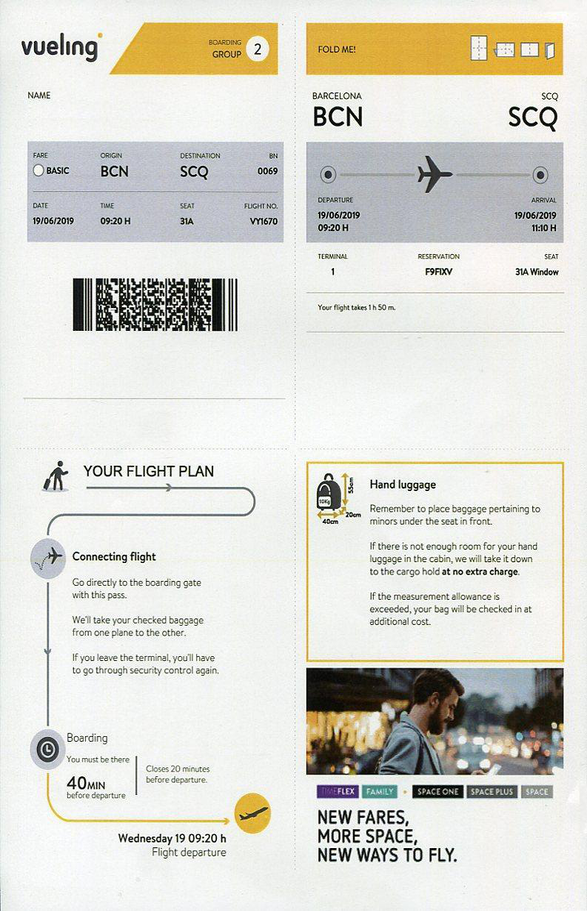 vueling
BOARDING
GROUP 2
NAME
FARE ORIGIN DESTINATION BN
BASIC BCN SCQ 0069
DATE TIME SEAT FLIGHT NO.
19/06/2019 09:20 H 31A VY1670
FOLD ME!
BARCELONA SCQ
BCN SCQ
DEPARTURE ARRIVAL
19/06/2019 19/06/2019
09:20 H 11:10 H
TERMINAL RESERVATION SEAT
1 F9FIXV 31A Window
Your flight takes 1 h 50 m.
YOUR FLIGHT PLAN
Connecting flight
Go directly to the boarding gate
with this pass.
We'll take your checked baggage
from one plane to the other.
If you leave the terminal, you'll have
to go through security control again.
Boarding
You must be there
40MIN
before departure
Closes 20 minutes
before departure.
Wednesday 19 09:20 h
Flight departure
10Kg
55cm
40cm
20cm
Hand luggage
Remember to place baggage pertaining to
minors under the seat in front.
If there is not enough room for your hand
luggage in the cabin, we will take it down
to the cargo hold at no extra charge.
If the measurement allowance is
exceeded, your bag will be checked in at
additional cost.
TIMEFLEX FAMILY + SPACE ONE SPACE PLUS SPACE
NEW FARES,
MORE SPACE,
NEW WAYS TO FLY.